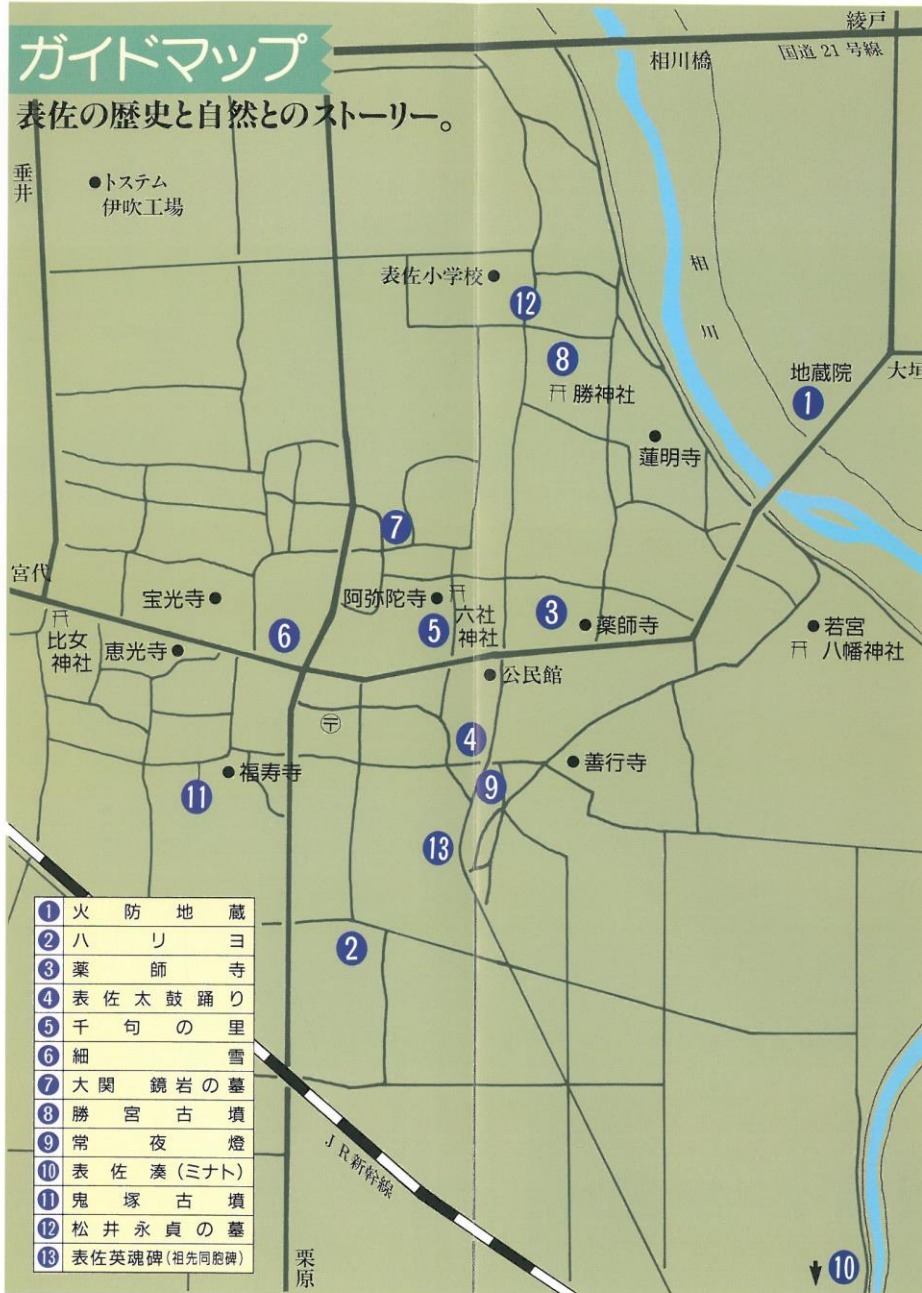 ガイドマップ
表佐の歴史と自然とのストーリー。
綾戸
国道21号線
相川橋
垂井
●トステム
伊吹工場
表佐小学校●
12
相川
8
地蔵院
1
大垣
勝神社
蓮明寺
7
宮代
宝光寺●
阿弥陀寺●
六社
神社
5
3
●薬師寺
●若宮
八幡神社
比女
神社
恵光寺●
6
●公民館
〒
4
●善行寺
●福寿寺
9
11
13
2
1 火防地蔵
2 ハリヨ
3 薬師寺
4 表佐太鼓踊り
5 千句の里
6 細雪
7 大関鏡岩の墓
8 勝宮古墳
9 常夜燈
10 表佐湊(ミナト)
11 鬼塚古墳
12 松井永貞の墓
13 表佐英魂碑(祖先同胞碑)
JR新幹線
栗原
10